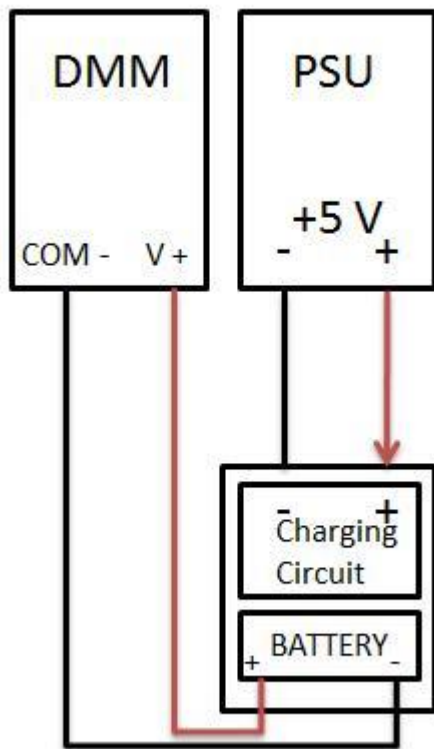 DMM
COM - V +
PSU
+5 V
- +
- +
Charging
Circuit
BATTERY
+ -